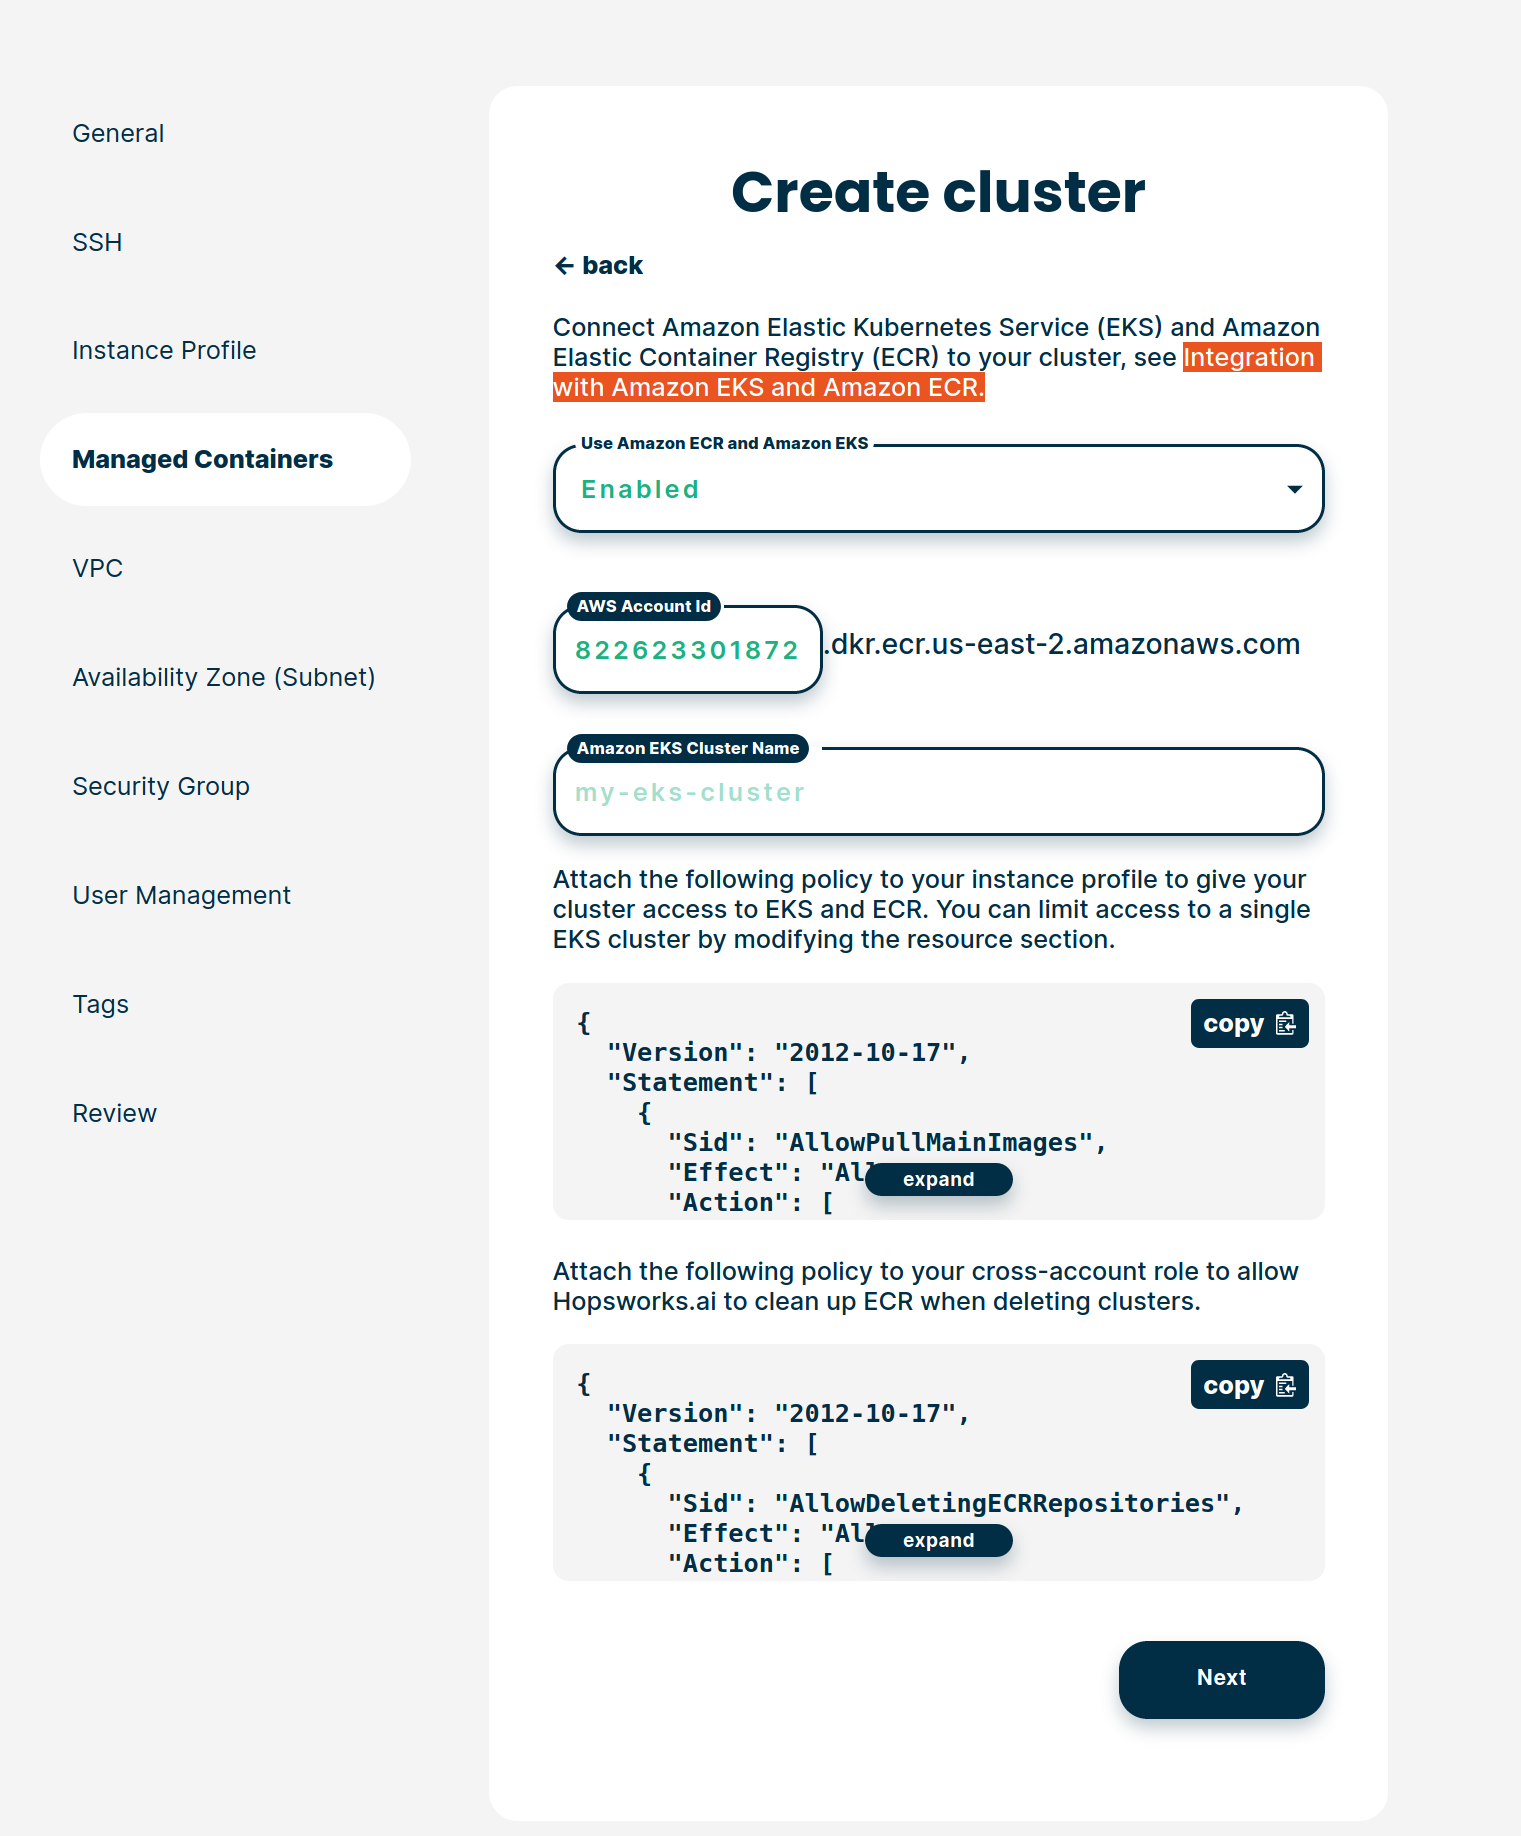 General
SSH
Instance Profile
Managed Containers
VPC
Availability Zone (Subnet)
Security Group
User Management
Tags
Review
Create cluster
← back
Connect Amazon Elastic Kubernetes Service (EKS) and Amazon
Elastic Container Registry (ECR) to your cluster, see Integration
with Amazon EKS and Amazon ECR.
Use Amazon ECR and Amazon EKS
Enabled
AWS Account Id
822623301872 .dkr.ecr.us-east-2.amazonaws.com
Amazon EKS Cluster Name
my-eks-cluster
Attach the following policy to your instance profile to give your
cluster access to EKS and ECR. You can limit access to a single
EKS cluster by modifying the resource section.
copy
{
"Version": "2012-10-17",
"Statement": [
{
"Sid": "AllowPullMainImages",
"Effect": "All
expand
"Action": [
Attach the following policy to your cross-account role to allow
Hopsworks.ai to clean up ECR when deleting clusters.
copy
{
"Version": "2012-10-17",
"Statement": [
{
"Sid": "AllowDeletingECRRepositories",
"Effect": "All
expand
"Action": [
Next